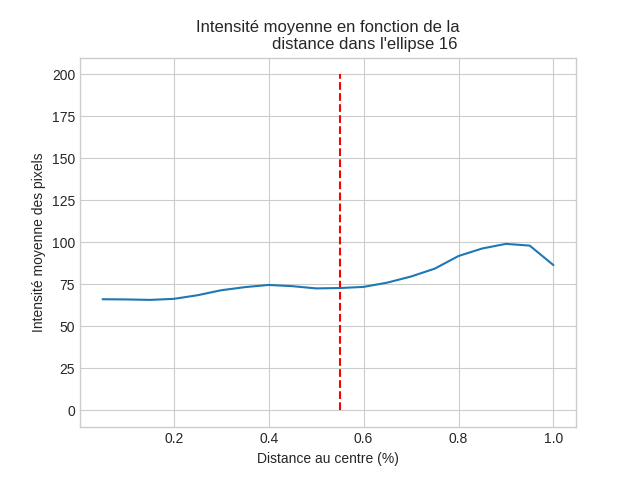 Intensité moyenne en fonction de la
distance dans l'ellipse 16
200
175
150
125
100
75
50
25
0
Intensité moyenne des pixels
0.2 0.4 0.6 0.8 1.0
Distance au centre (%)